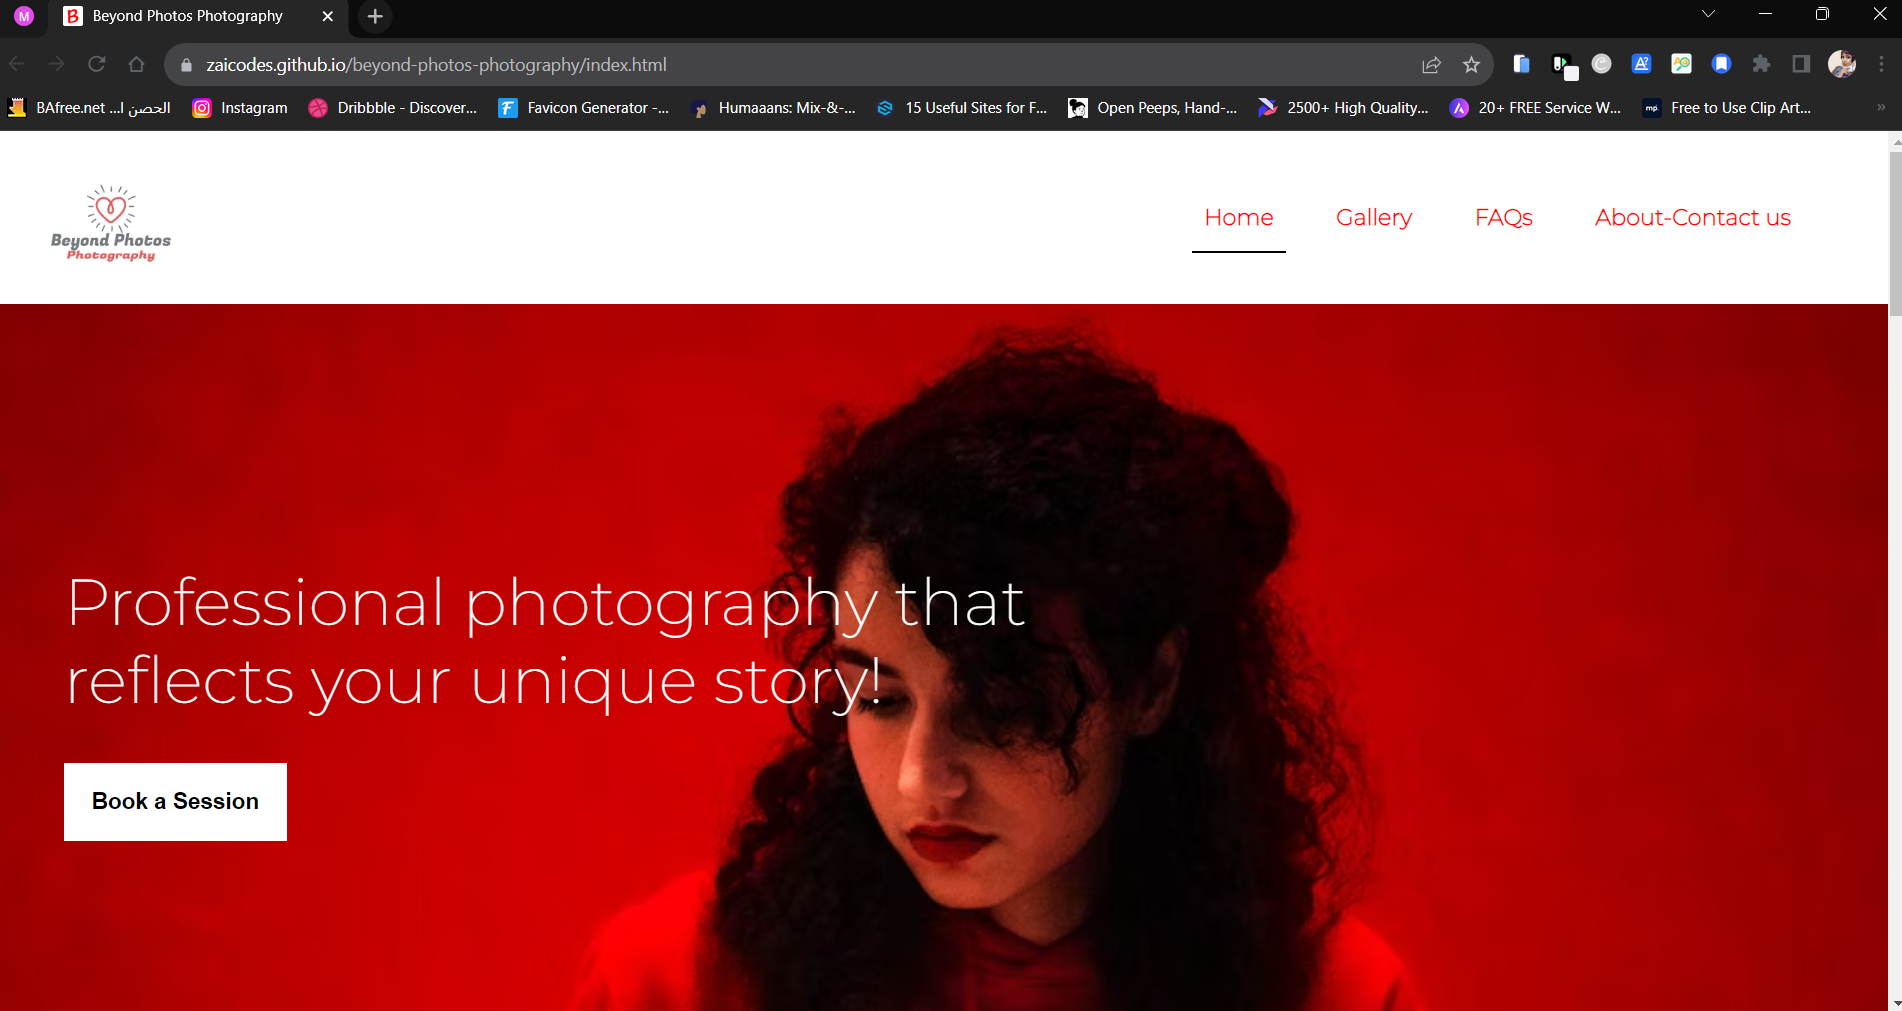 M
B Beyond Photos Photography
zaicodes.github.io/beyond-photos-photography/index.html
BAfree.net ...الحصن ا
Instagram
Dribbble - Discover...
Favicon Generator -...
Humaaans: Mix-&-...
15 Useful Sites for F...
Open Peeps, Hand-...
2500+ High Quality...
20+ FREE Service W...
Free to Use Clip Art...
Beyond Photos
Photography
Home
Gallery
FAQs
About-Contact us
Professional photography that
reflects your unique story!
Book a Session